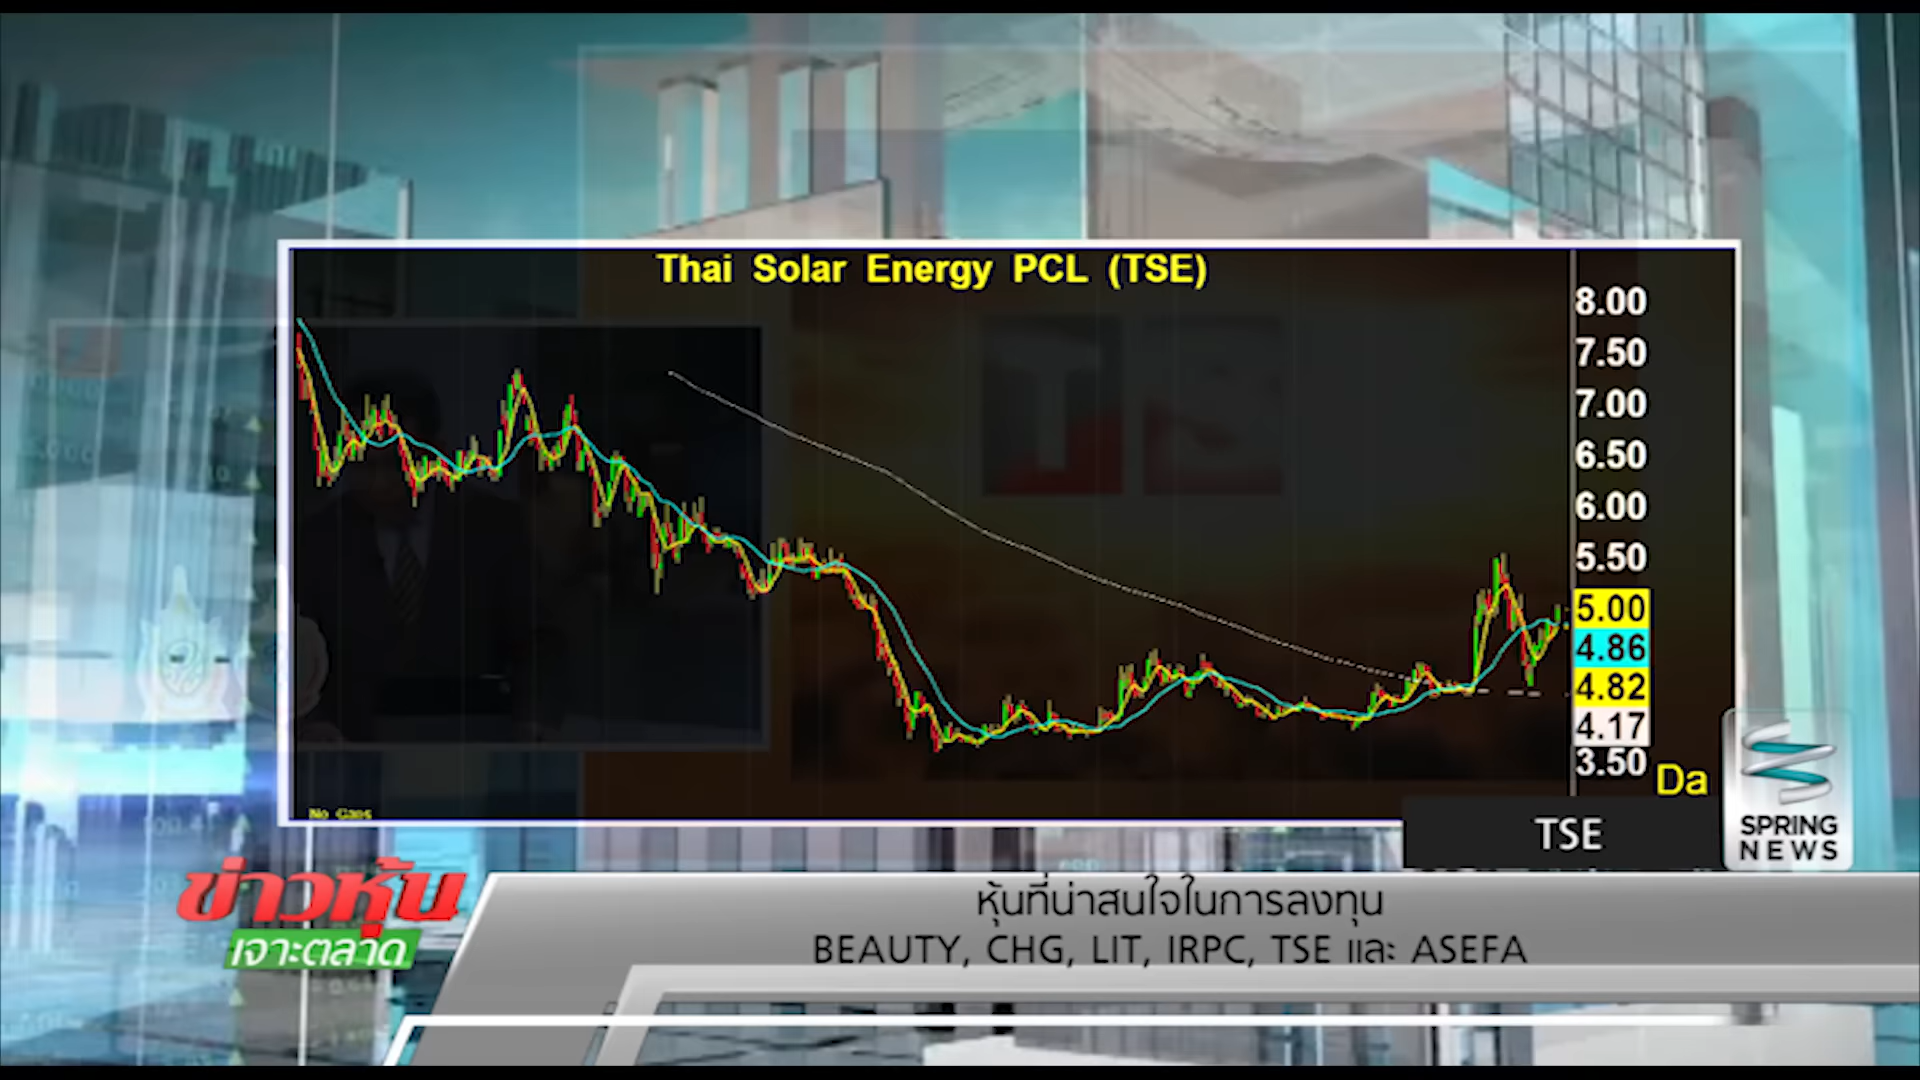 Thai Solar Energy PCL (TSE)
8.00
7.50
7.00
6.50
6.00
5.50
5.00
4.86
4.82
4.17
3.50
Da
No Gaps
TSE
SPRING
NEWS
ข่าวหุ้น
เจาะตลาด
หุ้นที่น่าสนใจในการลงทุน
BEAUTY, CHG, LIT, IRPC, TSE และ ASEFA